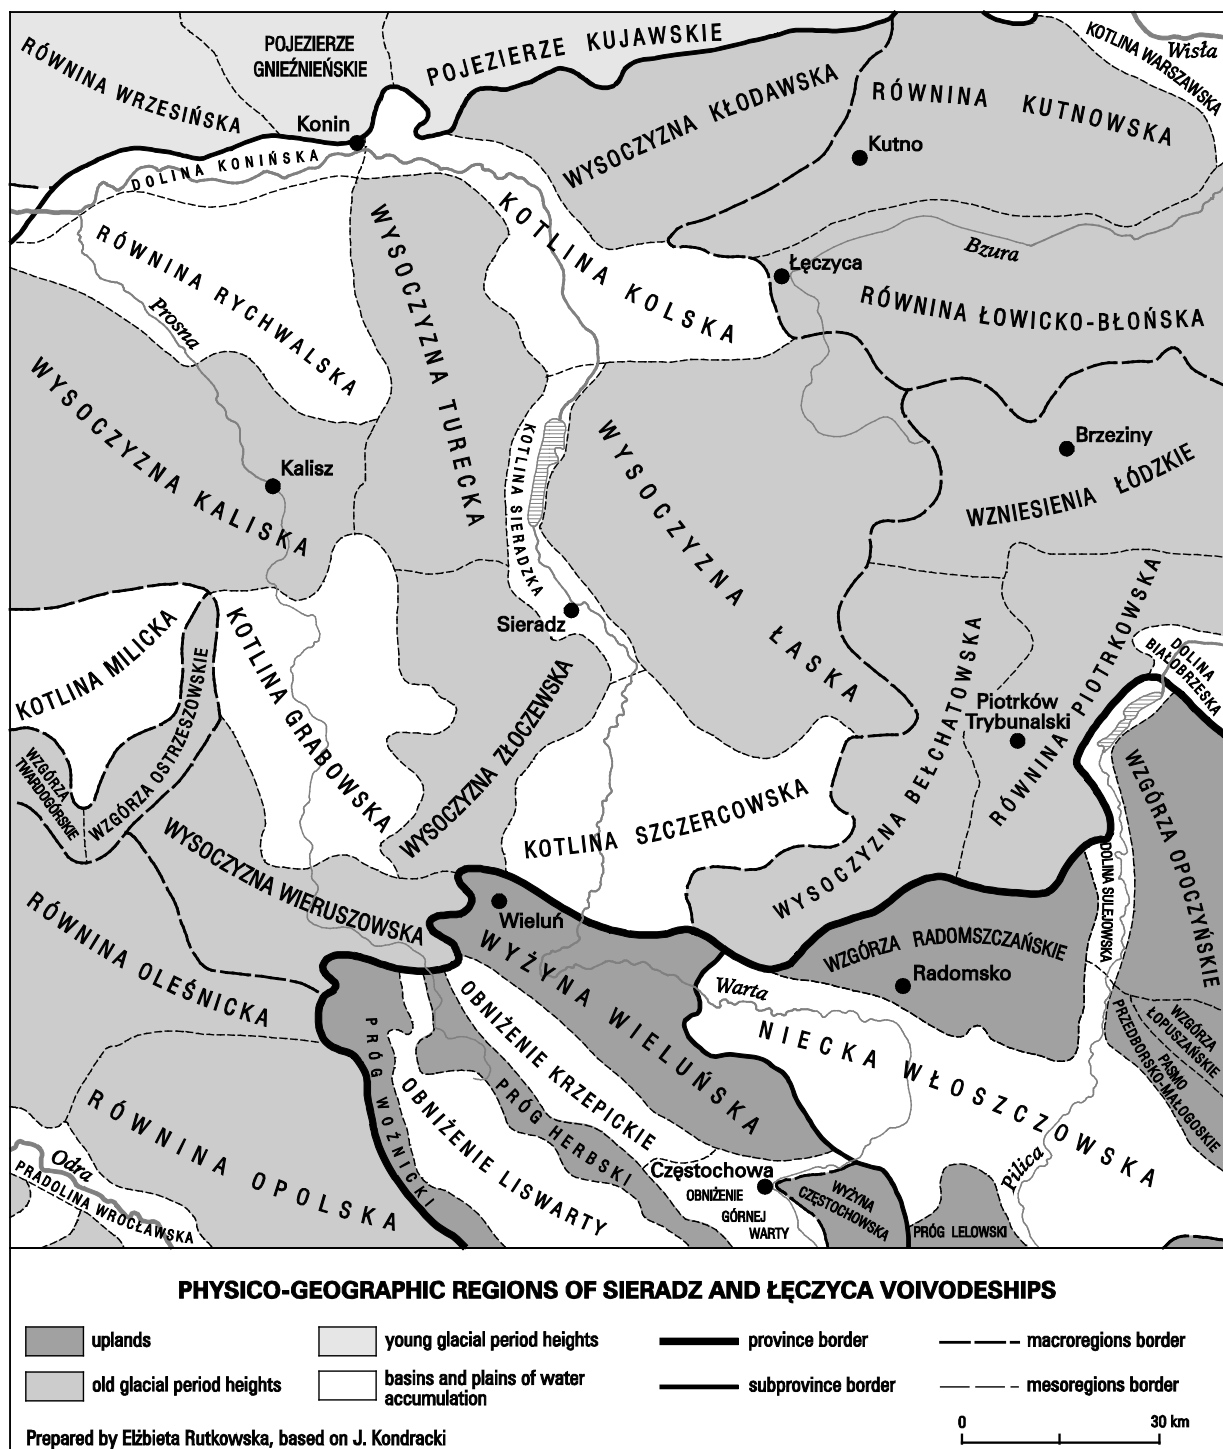 RÓWNINA WRZESIŃSKA
POJEZIERZE
GNIEŹNIEŃSKIE
POJEZIERZE KUJAWSKIE
KOTLINA WARSZAWSKA
Wisła
WYSOCZYZNA KŁODAWSKA
RÓWNINA KUTNOWSKA
Konin
Kutno
DOLINA KONIŃSKA
KOTLINA KOLSKA
WYSOCZYZNA TURECKA
RÓWNINA RYCHWALSKA
Prosna
Łęczyca
Bzura
RÓWNINA ŁOWICKO-BŁOŃSKA
WYSOCZYZNA KALISKA
Kalisz
KOTLINA SIERADZKA
WYSOCZYZNA ŁASKA
Brzeziny
WZNIESIENIA ŁÓDZKIE
Sieradz
KOTLINA MILICKA
WZGÓRZA OSTRZESZOWSKIE
WZGÓRZA
TWARDOGÓRSKIE
KOTLINA GRABOWSKA
WYSOCZYZNA ZŁOCZEWSKA
KOTLINA SZCZERCOWSKA
WYSOCZYZNA BEŁCHATOWSKA
Piotrków
Trybunalski
RÓWNINA PIOTRKOWSKA
DOLINA
BIAŁOBRZESKA
WZGÓRZA OPOCZYŃSKIE
DOLINA SULEJOWSKA
WYSOCZYZNA WIERUSZOWSKA
RÓWNINA OLEŚNICKA
Wieluń
WYŻYNA WIELUŃSKA
WZGÓRZA RADOMSZCZAŃSKIE
Radomsko
Warta
NIECKA WŁOSZCZOWSKA
WZGÓRZA
ŁOPUSZAŃSKIE
PASMO
PRZEDBORSKO-MAŁOGOSKIE
OBNIŻENIE KRZEPICKIE
PRÓG WOŹNICKI
OBNIŻENIE LISWARTY
PRÓG HERBSKI
RÓWNINA OPOLSKA
Odra
PRADOLINA WROCŁAWSKA
Częstochowa
OBNIŻENIE
GÓRNEJ
WARTY
WYŻYNA
CZĘSTOCHOWSKA
PRÓG LELOWSKI
Pilica
PHYSICO-GEOGRAPHIC REGIONS OF SIERADZ AND ŁĘCZYCA VOIVODESHIPS
uplands
young glacial period heights
province border
macroregions border
old glacial period heights
basins and plains of water
accumulation
subprovince border
mesoregions border
0 30 km
Prepared by Elżbieta Rutkowska, based on J. Kondracki